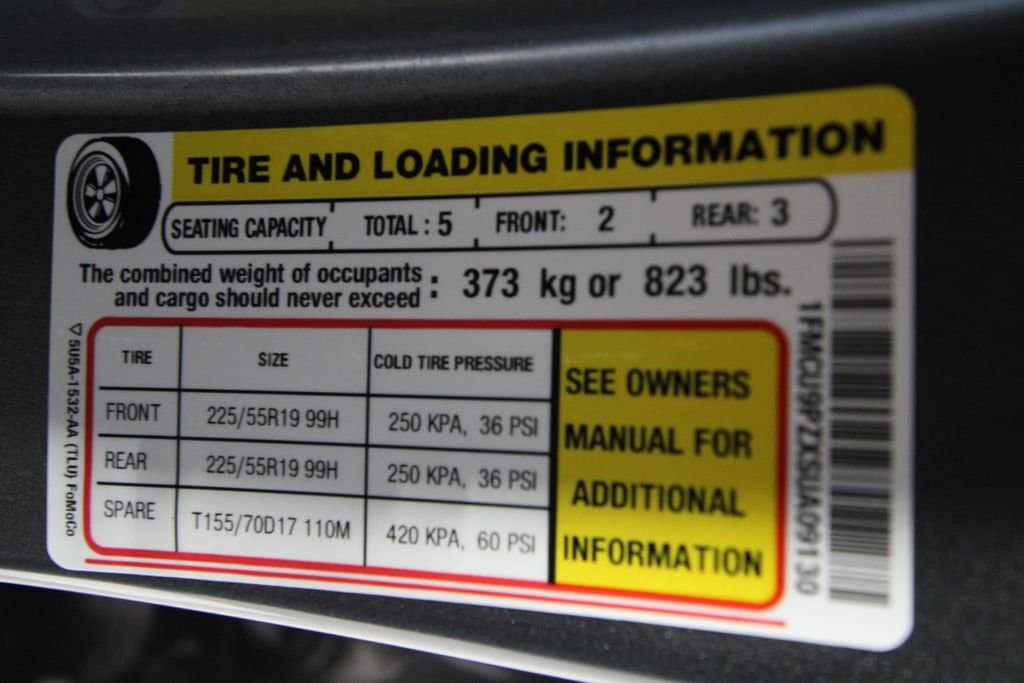 TIRE AND LOADING INFORMATION
SEATING CAPACITY TOTAL : 5 FRONT: 2 REAR: 3
The combined weight of occupants
and cargo should never exceed : 373 kg or 823 lbs.
TIRE SIZE COLD TIRE PRESSURE
FRONT 225/55R19 99H 250 KPA, 36 PSI
REAR 225/55R19 99H 250 KPA, 36 PSI
SPARE T155/70D17 110M 420 KPA, 60 PSI
SEE OWNERS
MANUAL FOR
ADDITIONAL
INFORMATION
5U5A-1532-AA (TLU) FoMoCo
1FMCU9PZXSUA09130